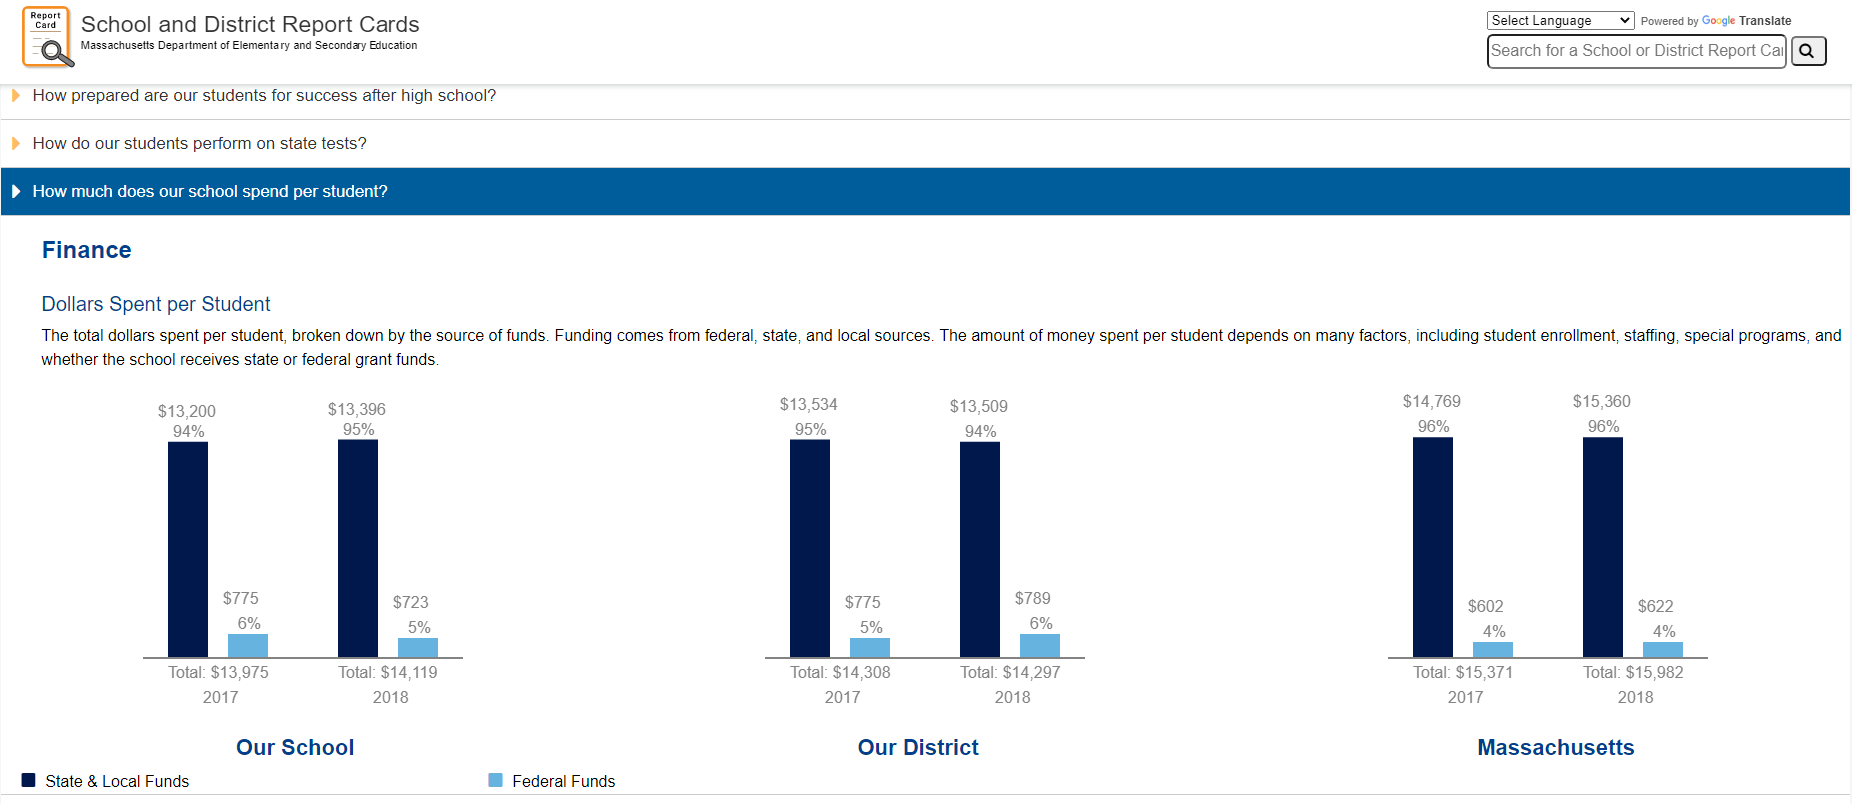 Report
Card
School and District Report Cards
Massachusetts Department of Elementary and Secondary Education
Select Language
Powered by Google Translate
Search for a School or District Report Car
How prepared are our students for success after high school?
How do our students perform on state tests?
How much does our school spend per student?
Finance
Dollars Spent per Student
The total dollars spent per student, broken down by the source of funds. Funding comes from federal, state, and local sources. The amount of money spent per student depends on many factors, including student enrollment, staffing, special programs, and
whether the school receives state or federal grant funds.
$13,200
94%
$775
6%
Total: $13,975
2017
$13,396
95%
$723
5%
Total: $14,119
2018
Our School
$13,534
95%
$775
5%
Total: $14,308
2017
$13,509
94%
$789
6%
Total: $14,297
2018
Our District
$14,769
96%
$602
4%
Total: $15,371
2017
$15,360
96%
$622
4%
Total: $15,982
2018
Massachusetts
State & Local Funds
Federal Funds